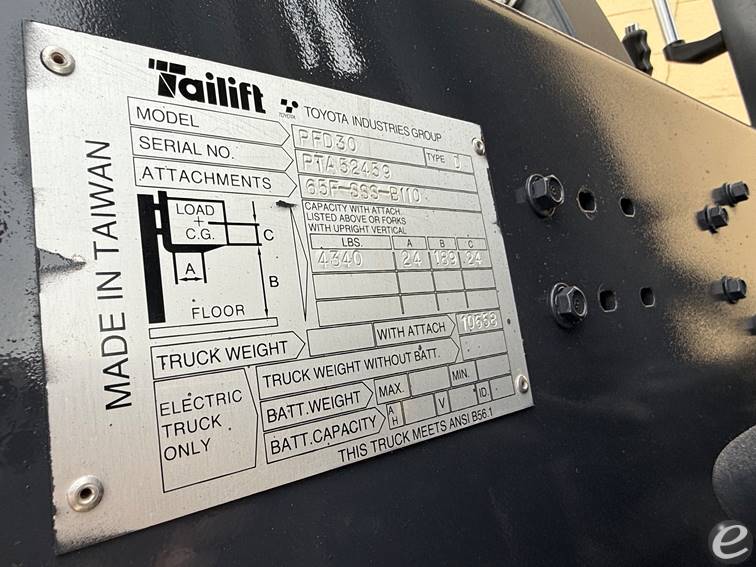 Tailift
TOYOTA
TOYOTA INDUSTRIES GROUP
MADE IN TAIWAN
MODEL PFD30 TYPE D
SERIAL NO. PTA52459
ATTACHMENTS 65F-SSS-B110
LOAD
+
C.G.
A
B
C
FLOOR
CAPACITY WITH ATTACH.
LISTED ABOVE OR FORKS
WITH UPRIGHT VERTICAL
LBS. A B C
4340 24 189 24
TRUCK WEIGHT WITH ATTACH 10658
ELECTRIC
TRUCK
ONLY
TRUCK WEIGHT WITHOUT BATT.
BATT.WEIGHT MAX. MIN.
BATT.CAPACITY AH V ID.
THIS TRUCK MEETS ANSI B56.1
e